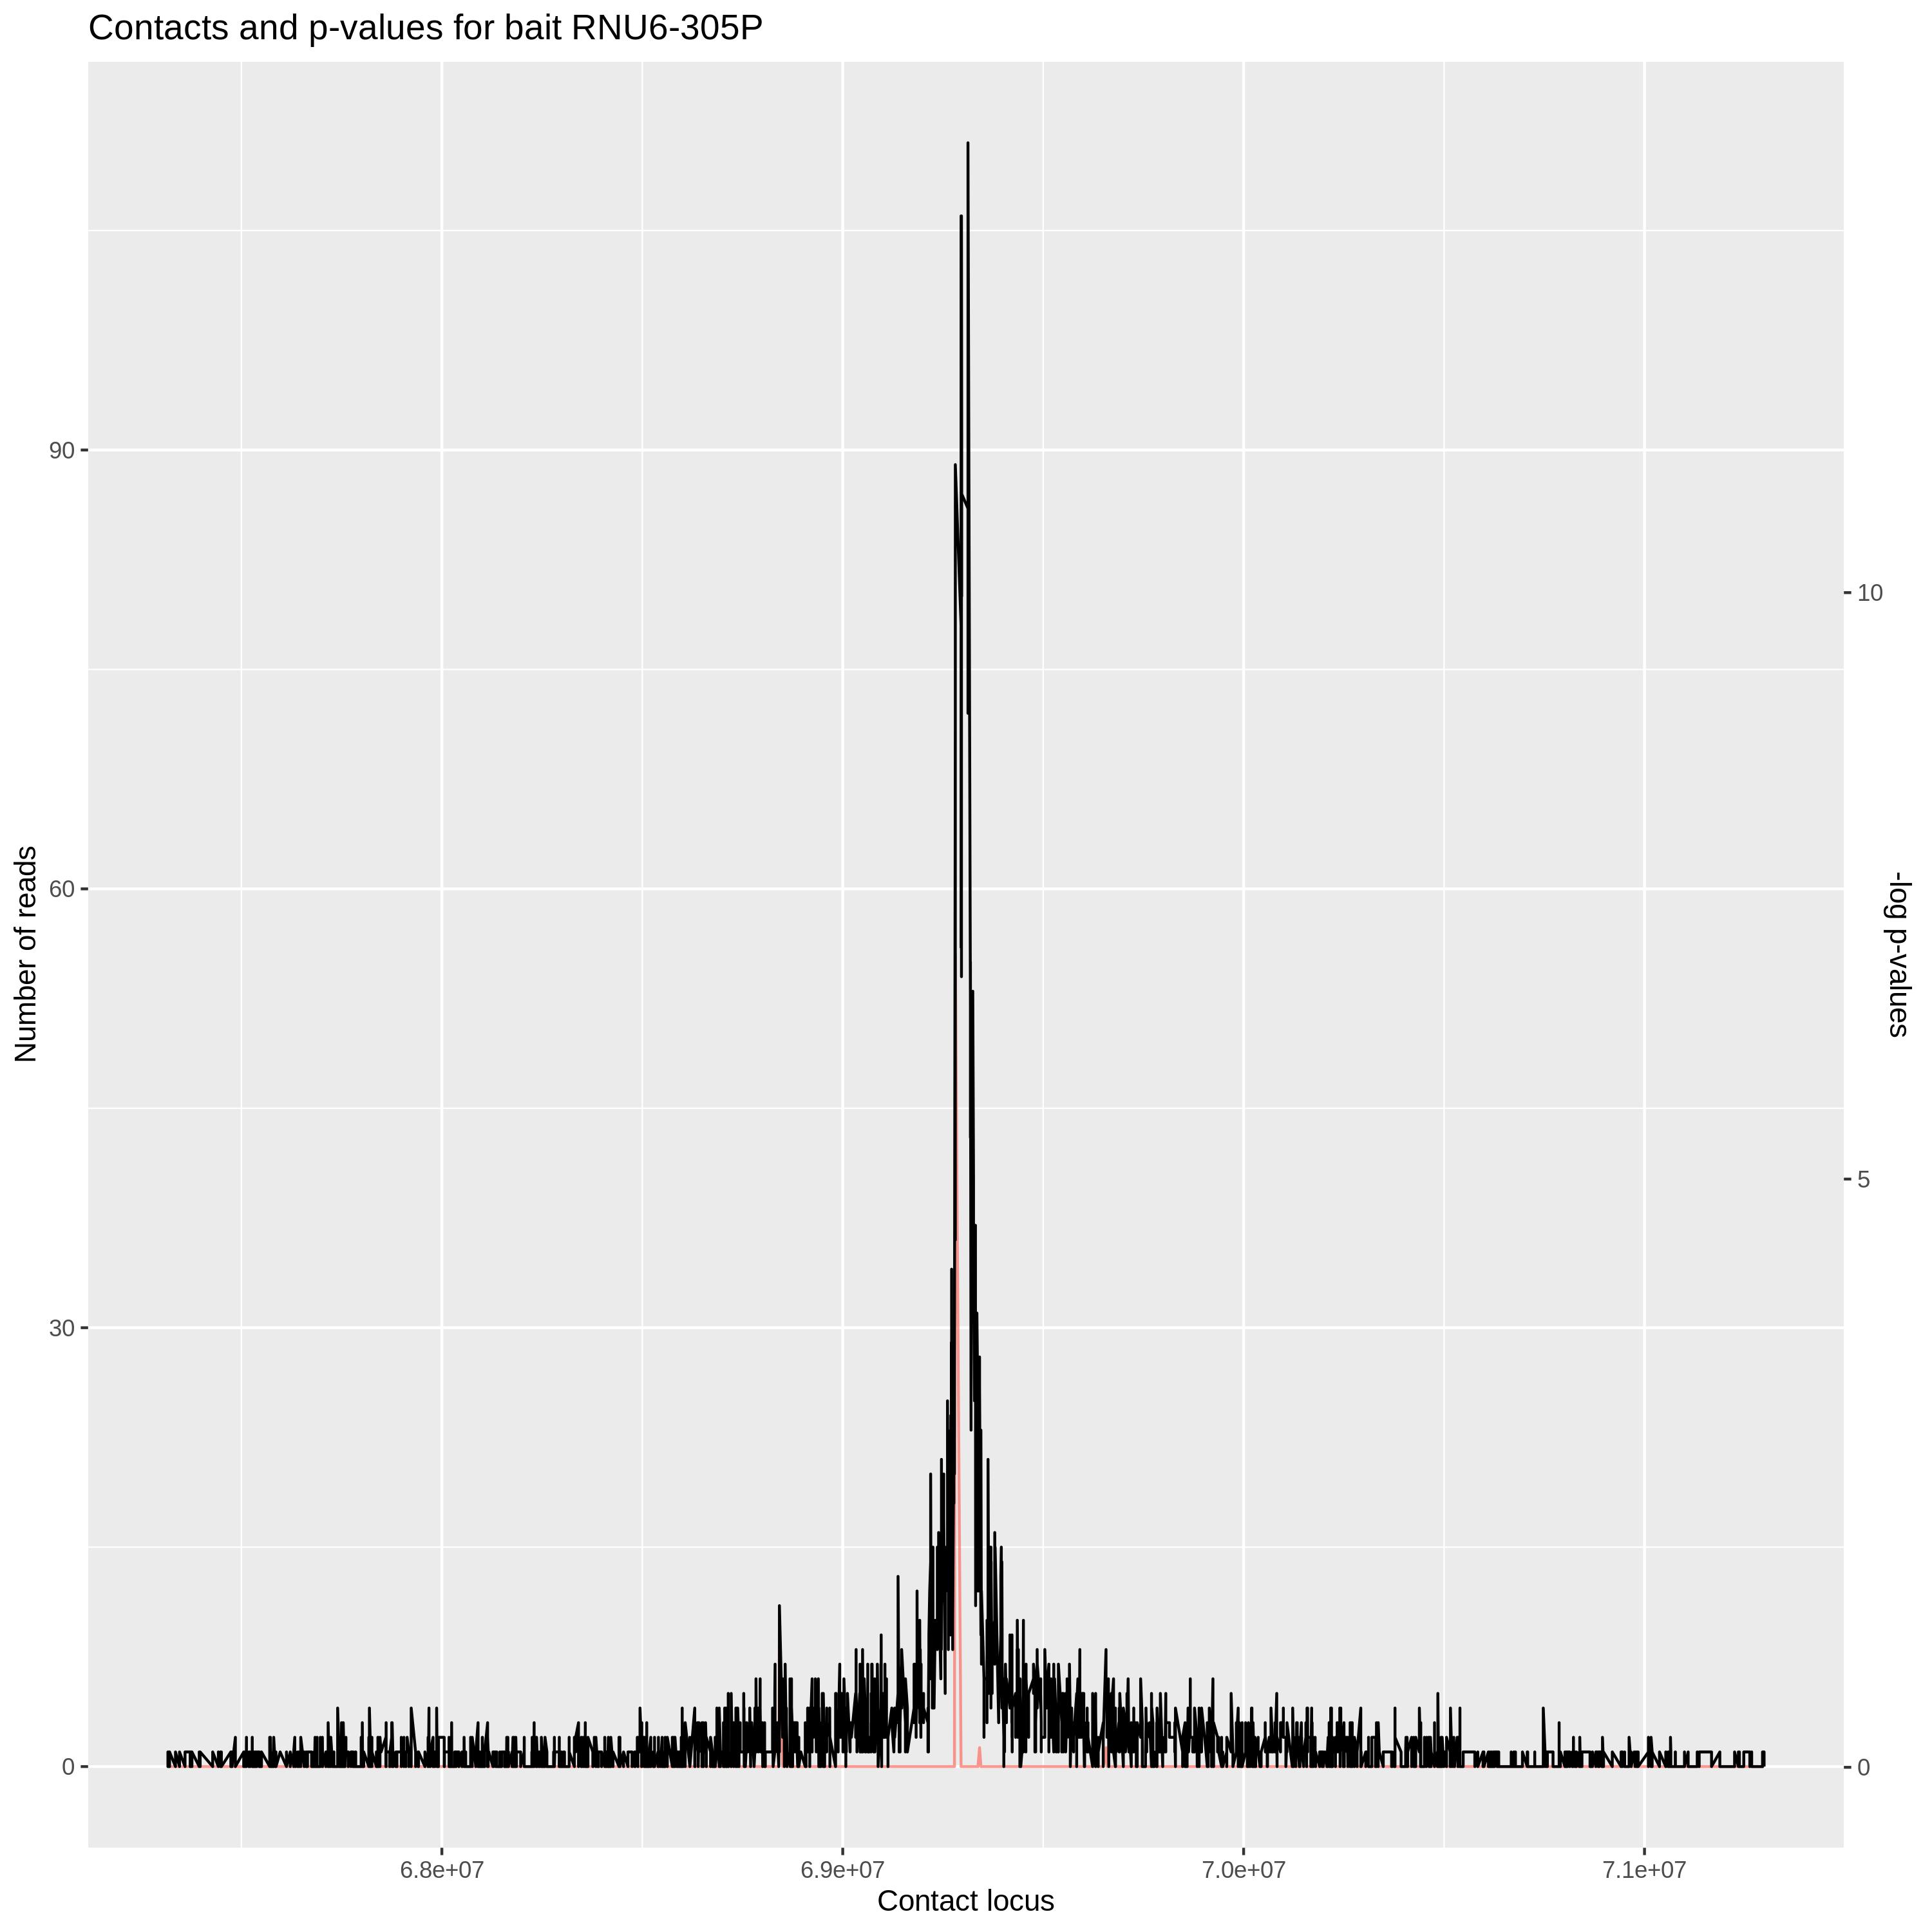 Contacts and p-values for bait RNU6-305P
90
60
30
0
10
5
0
Number of reads
-log p-values
6.8e+07
6.9e+07
7.0e+07
7.1e+07
Contact locus